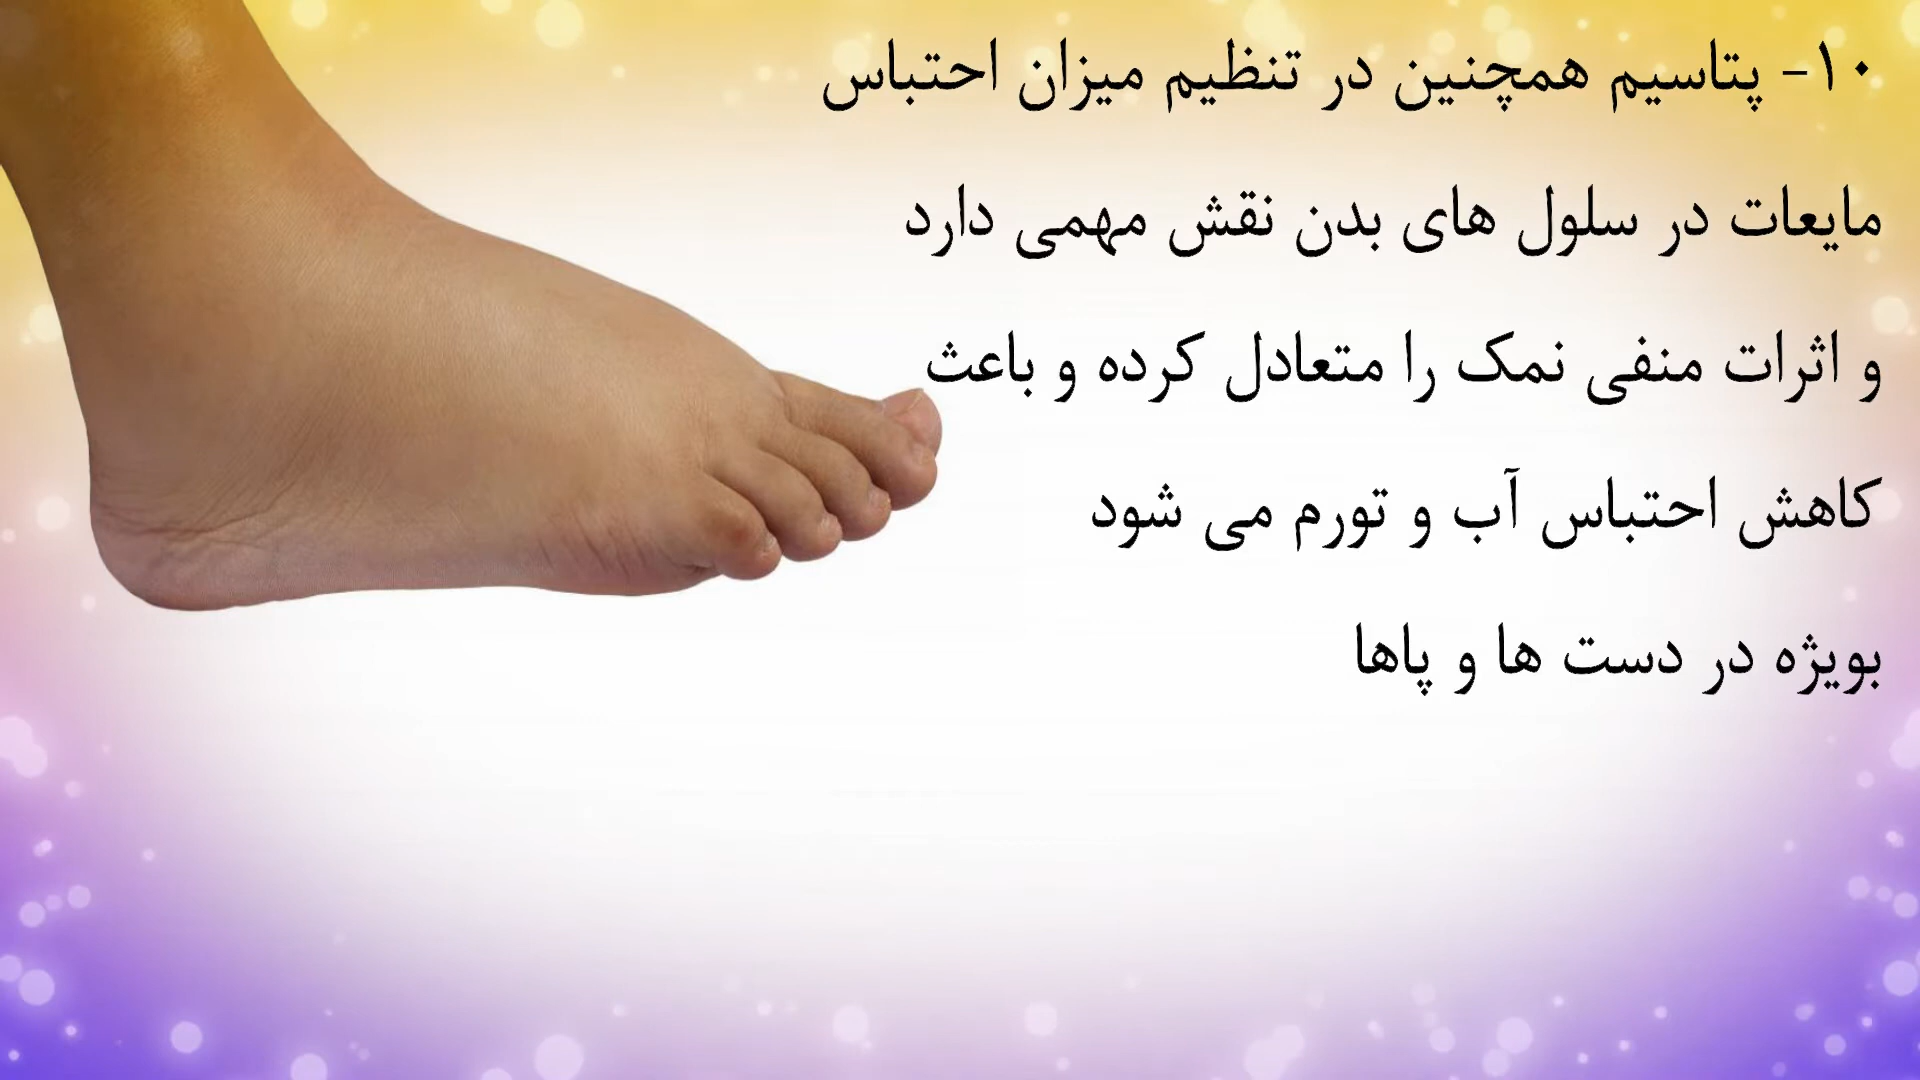 ۱۰- پتاسیم همچنین در تنظیم میزان احتباس
مایعات در سلول های بدن نقش مهمی دارد
و اثرات منفی نمک را متعادل کرده و باعث
کاهش احتباس آب و تورم می شود
بویژه در دست ها و پاها